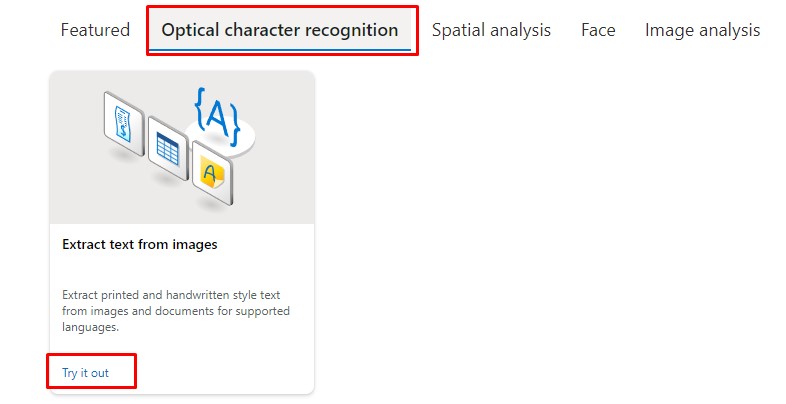 Featured Optical character recognition Spatial analysis Face Image analysis
{A}
A
Extract text from images
Extract printed and handwritten style text
from images and documents for supported
languages.
Try it out